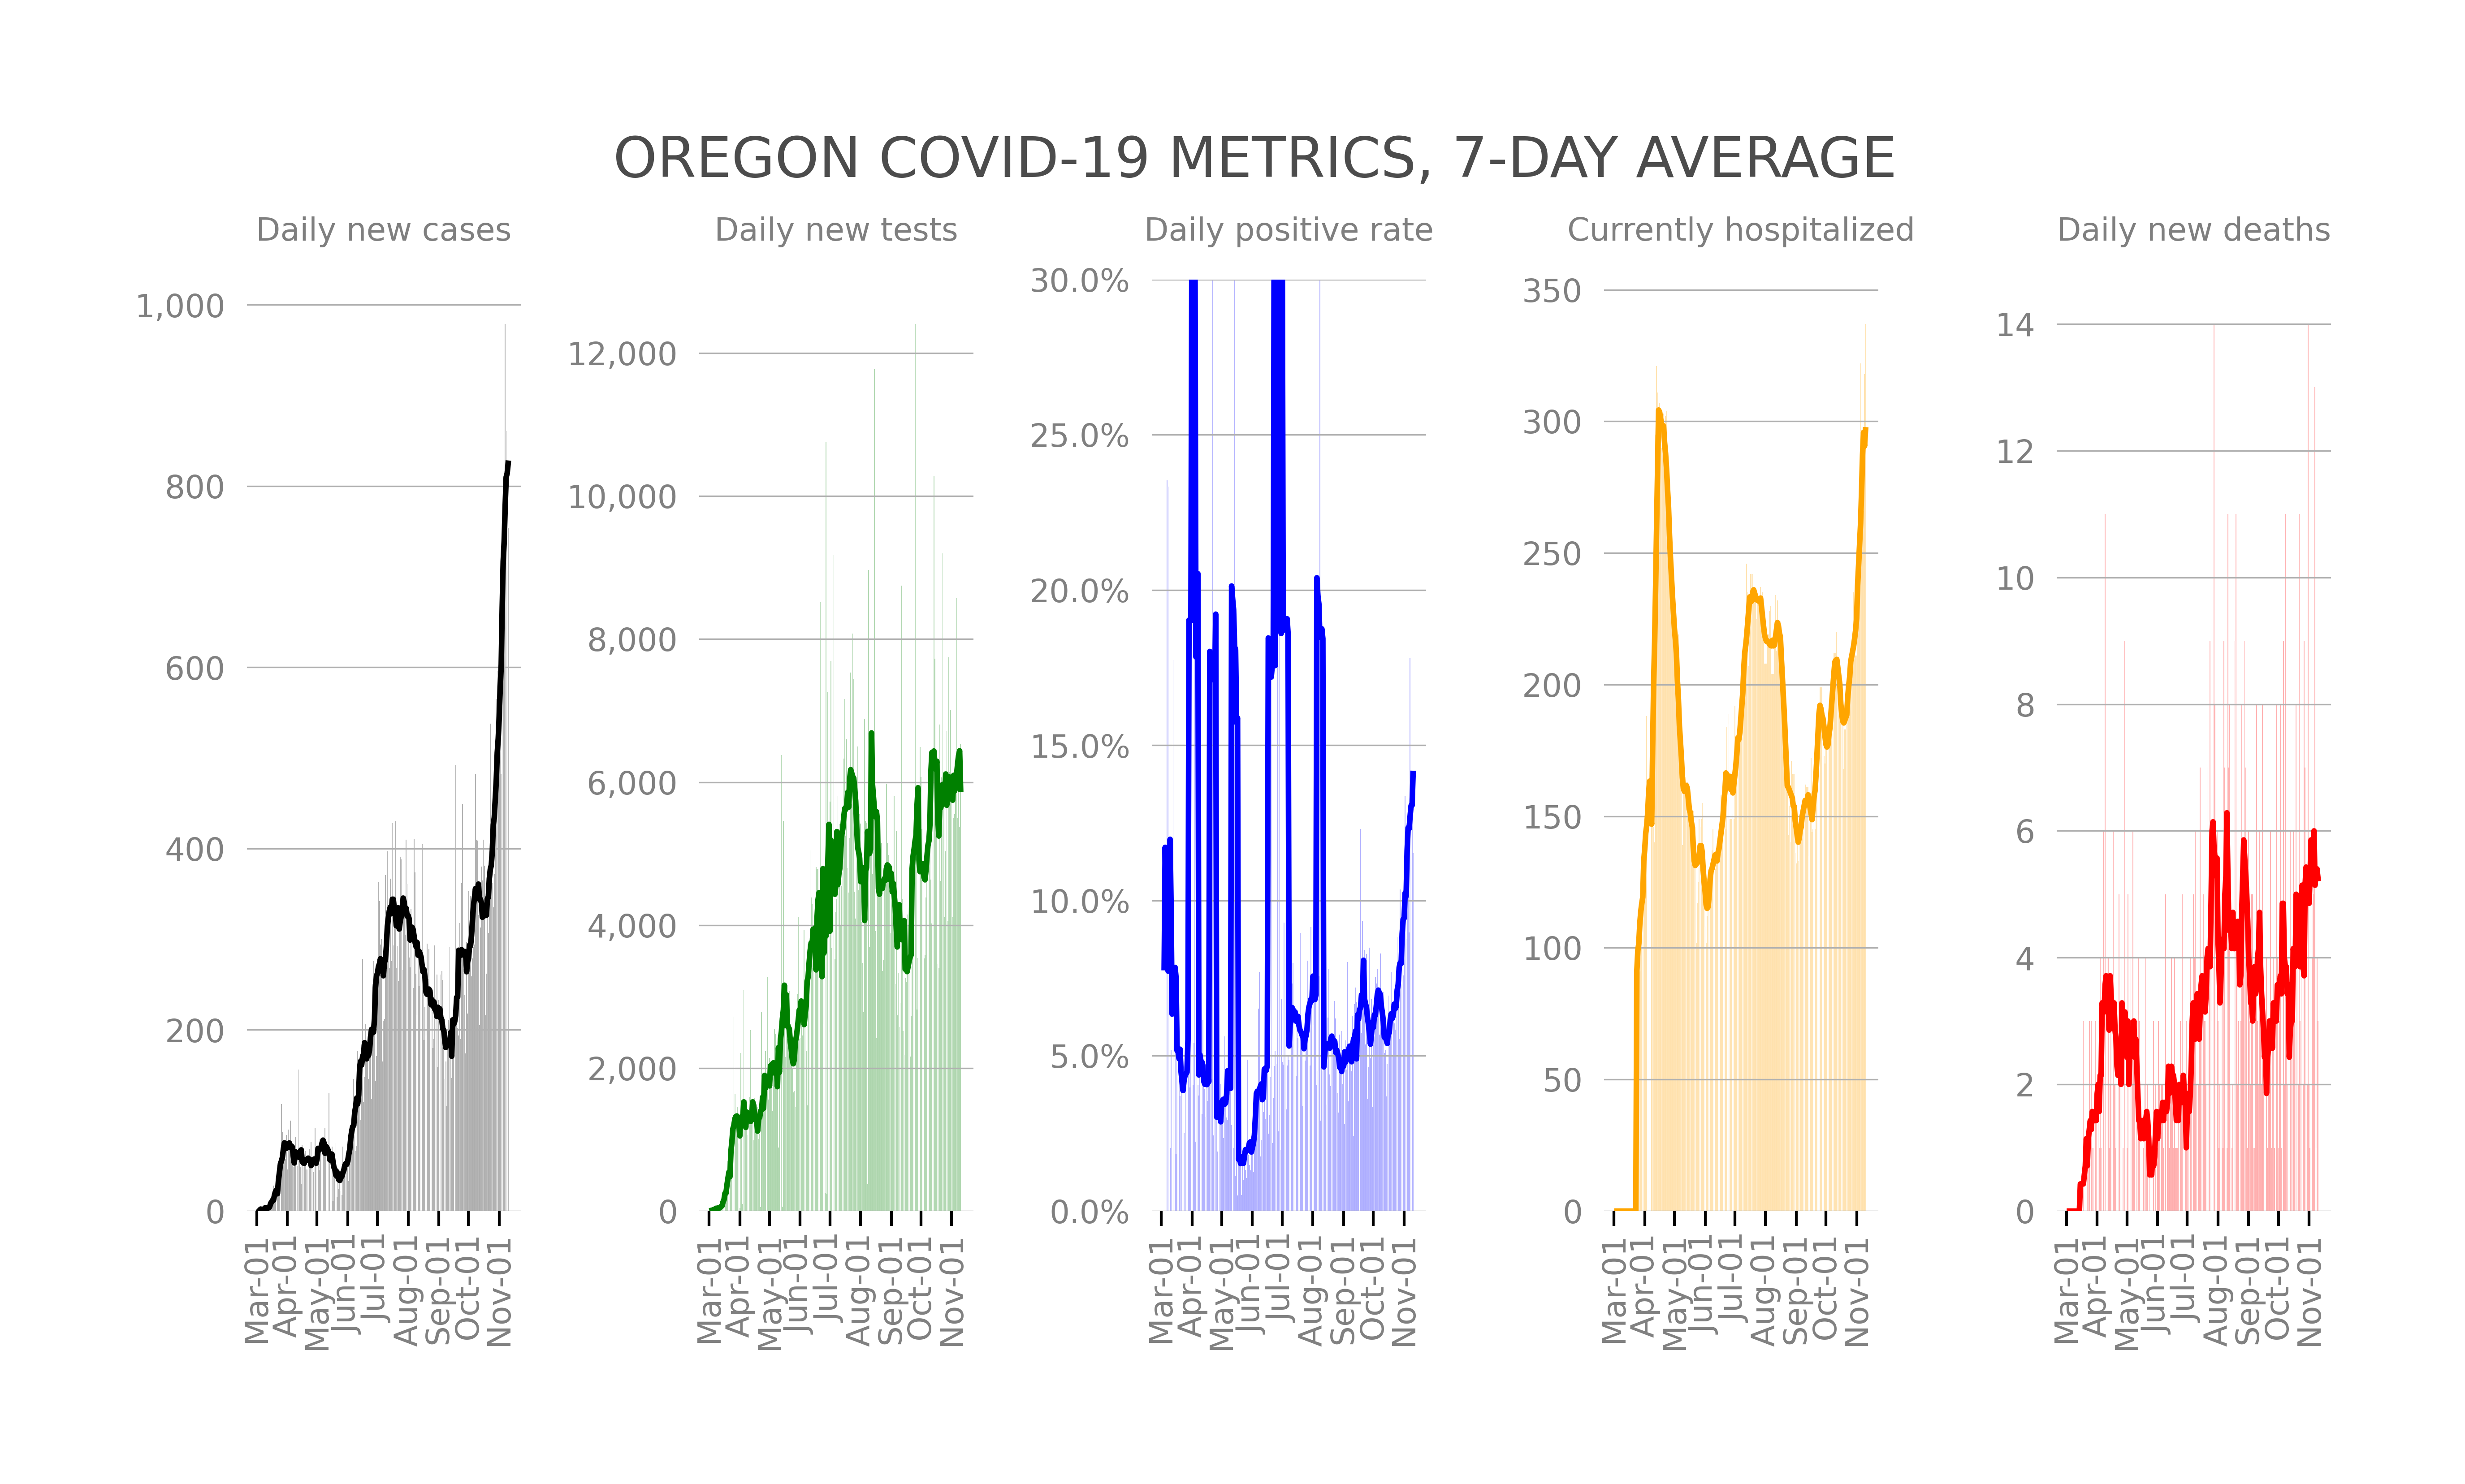 OREGON COVID-19 METRICS, 7-DAY AVERAGE
Daily new cases
1,000
800
600
400
200
0
Mar-01
Apr-01
May-01
Jun-01
Jul-01
Aug-01
Sep-01
Oct-01
Nov-01
Daily new tests
12,000
10,000
8,000
6,000
4,000
2,000
0
Mar-01
Apr-01
May-01
Jun-01
Jul-01
Aug-01
Sep-01
Oct-01
Nov-01
Daily positive rate
30.0%
25.0%
20.0%
15.0%
10.0%
5.0%
0.0%
Mar-01
Apr-01
May-01
Jun-01
Jul-01
Aug-01
Sep-01
Oct-01
Nov-01
Currently hospitalized
350
300
250
200
150
100
50
0
Mar-01
Apr-01
May-01
Jun-01
Jul-01
Aug-01
Sep-01
Oct-01
Nov-01
Daily new deaths
14
12
10
8
6
4
2
0
Mar-01
Apr-01
May-01
Jun-01
Jul-01
Aug-01
Sep-01
Oct-01
Nov-01